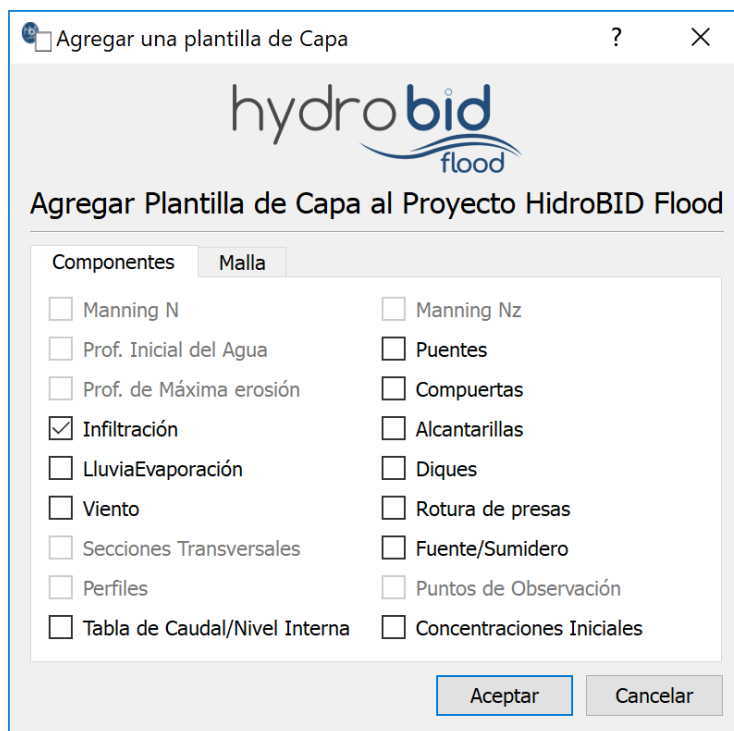 Agregar una plantilla de Capa
hydrobid
flood
Agregar Plantilla de Capa al Proyecto HidroBID Flood
Componentes Malla
Manning N Manning Nz
Prof. Inicial del Agua Puentes
Prof. de Máxima erosión Compuertas
Infiltración Alcantarillas
LluviaEvaporación Diques
Viento Rotura de presas
Secciones Transversales Fuente/Sumidero
Perfiles Puntos de Observación
Tabla de Caudal/Nivel Interna Concentraciones Iniciales
Aceptar Cancelar